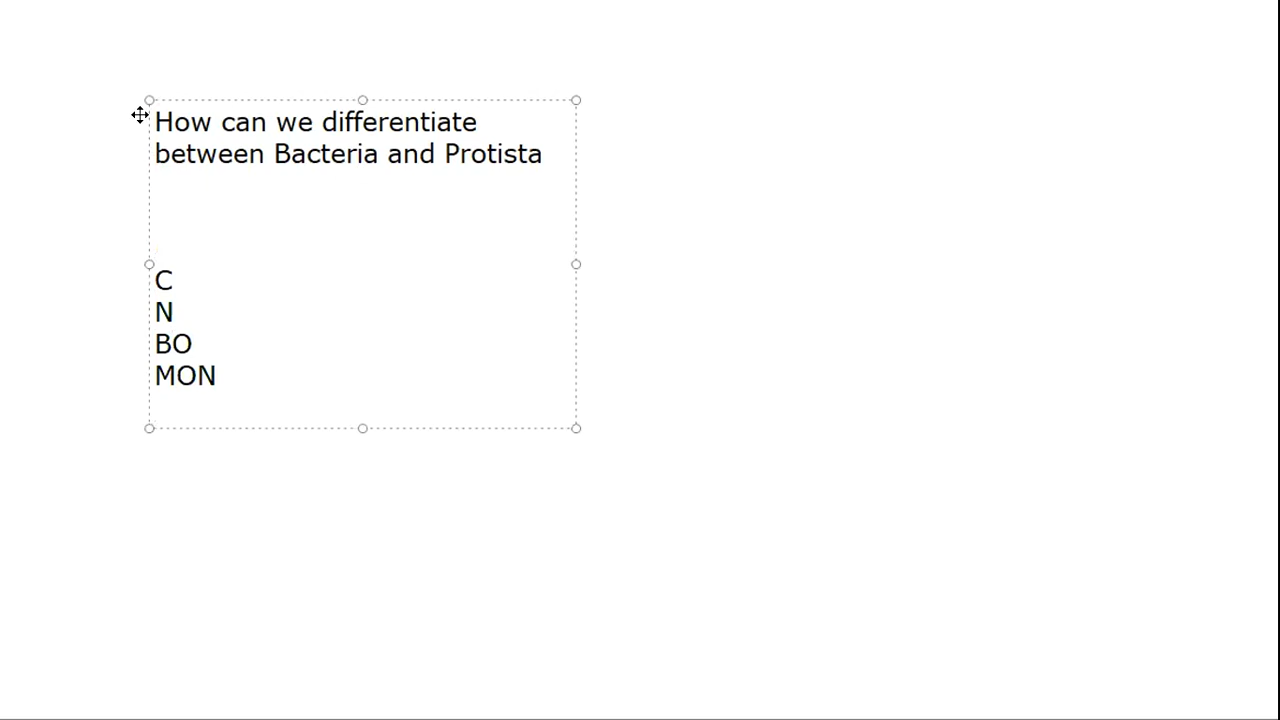 How can we differentiate
between Bacteria and Protista
C
N
BO
MON